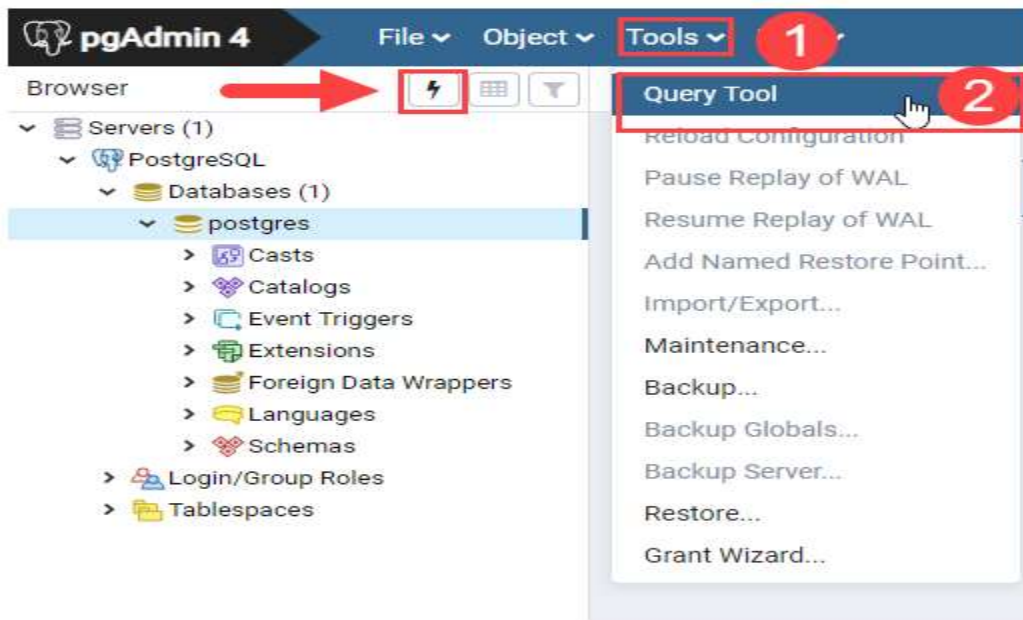 pgAdmin 4
File
Object
Tools
1
Browser
Query Tool
2
Servers (1)
Reload Configuration
PostgreSQL
Pause Replay of WAL
Databases (1)
Resume Replay of WAL
postgres
Add Named Restore Point...
Casts
Import/Export...
Catalogs
Maintenance...
Event Triggers
Backup...
Extensions
Backup Globals...
Foreign Data Wrappers
Backup Server...
Languages
Restore...
Schemas
Grant Wizard...
Login/Group Roles
Tablespaces